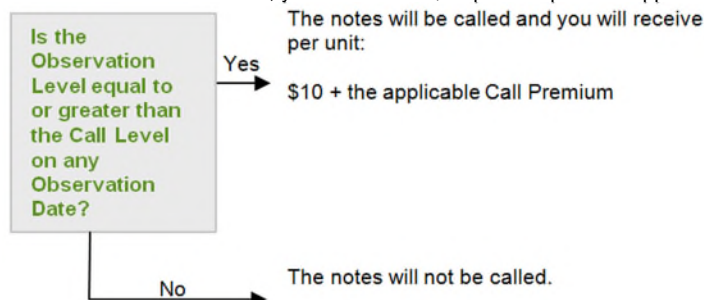 Is the
Observation
Level equal to
or greater than
the Call Level
on any
Observation
Date?
Yes
The notes will be called and you will receive
per unit:
$10 + the applicable Call Premium
No
The notes will not be called.